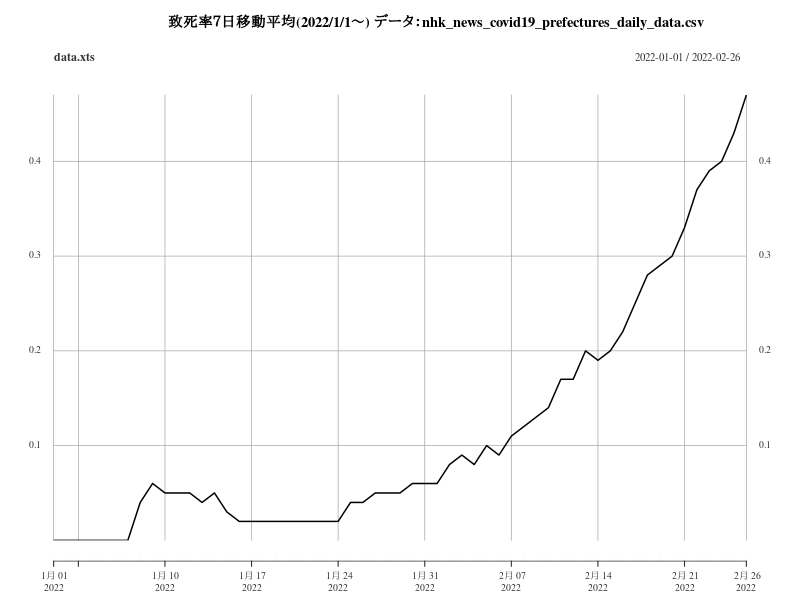 致死率7日移動平均(2022/1/1〜) データ:nhk_news_covid19_prefectures_daily_data.csv
data.xts
2022-01-01 / 2022-02-26
0.4 0.4
0.3 0.3
0.2 0.2
0.1 0.1
1月 01 1月 10 1月 17 1月 24 1月 31 2月 07 2月 14 2月 21 2月 26
2022 2022 2022 2022 2022 2022 2022 2022 2022